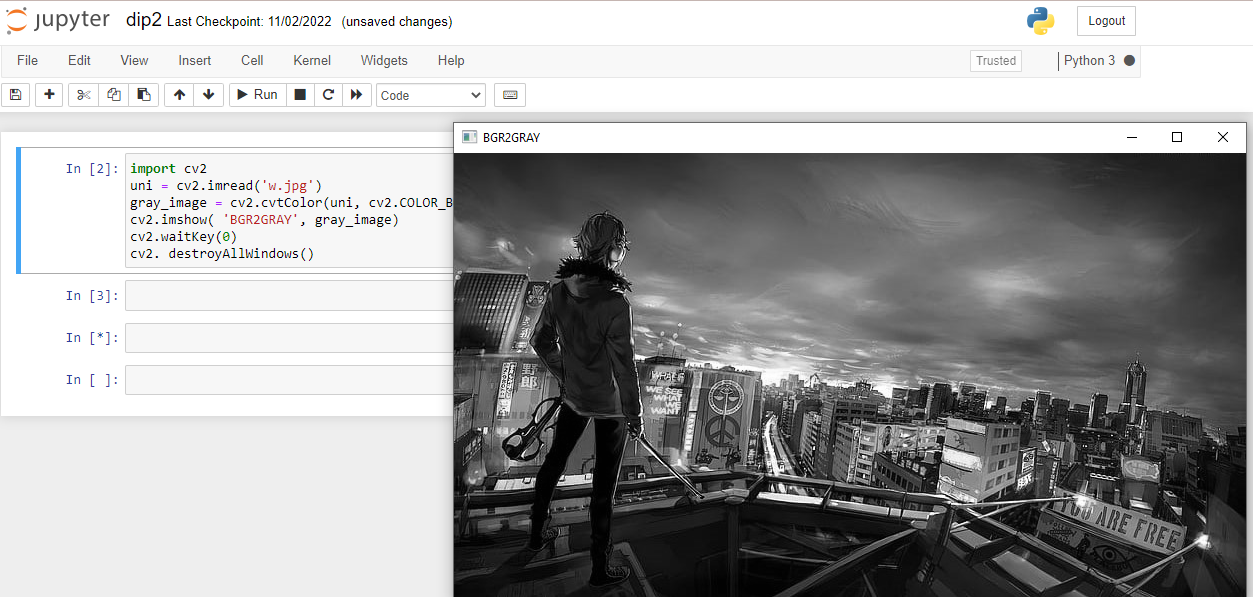 jupyter dip2 Last Checkpoint: 11/02/2022 (unsaved changes)
Logout
File Edit View Insert Cell Kernel Widgets Help
Trusted
Python 3
Run
Code
BGR2GRAY
In [2]:
import cv2
uni = cv2.imread('w.jpg')
gray_image = cv2.cvtColor(uni, cv2.COLOR_B
cv2.imshow( 'BGR2GRAY', gray_image)
cv2.waitKey(0)
cv2. destroyAllWindows()
In [3]:
In [*]:
In [ ]:
野郎
WE SEE
WHAT
WE
WANT
YOU ARE FREE